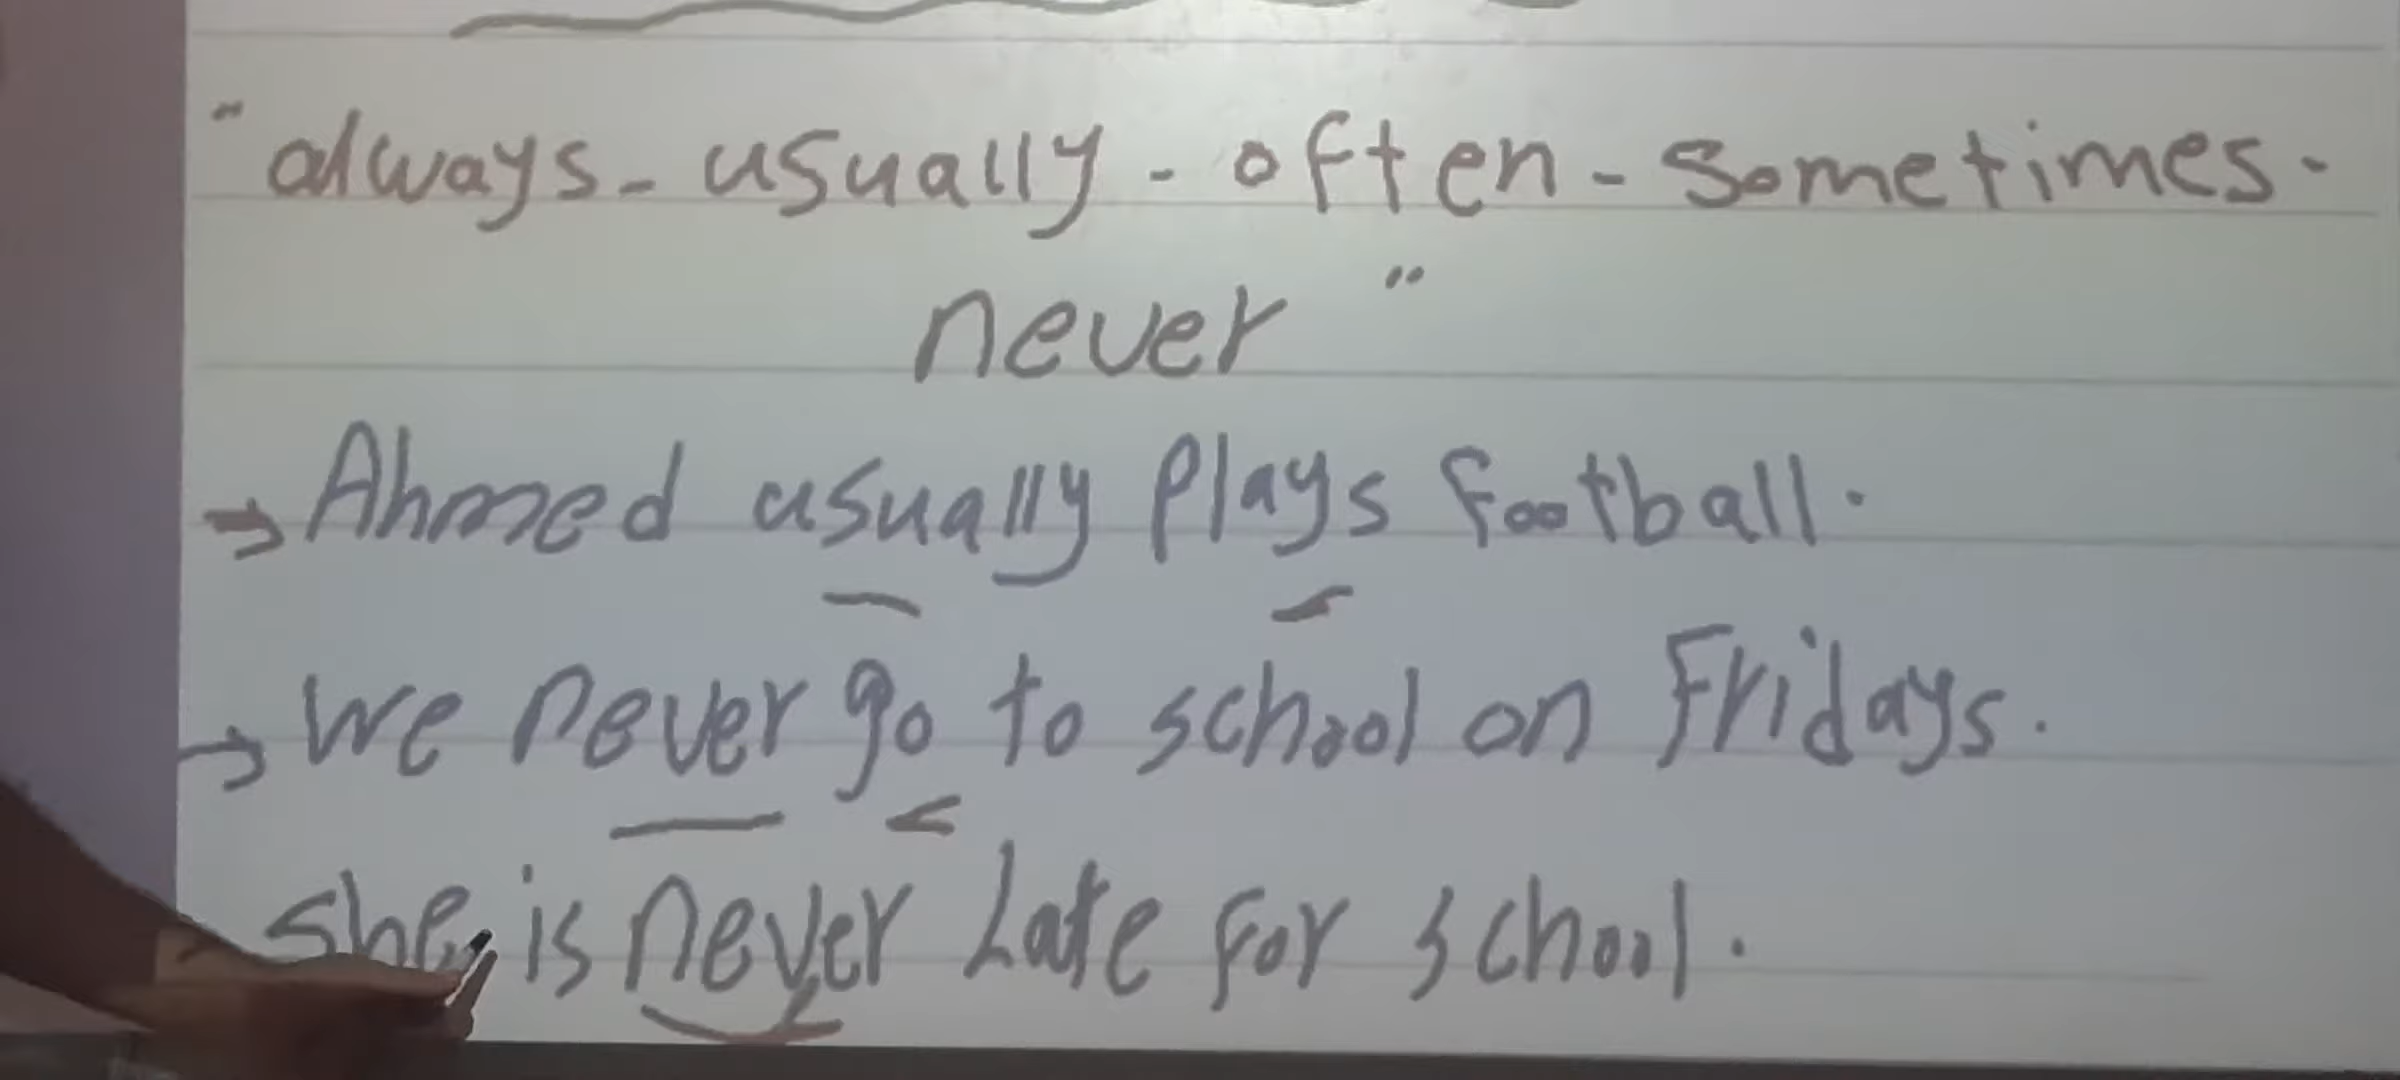 "always - usually - often - sometimes -
never"
→ Ahmed usually plays football.
→ We never go to school on Fridays.
She is never Late for school.